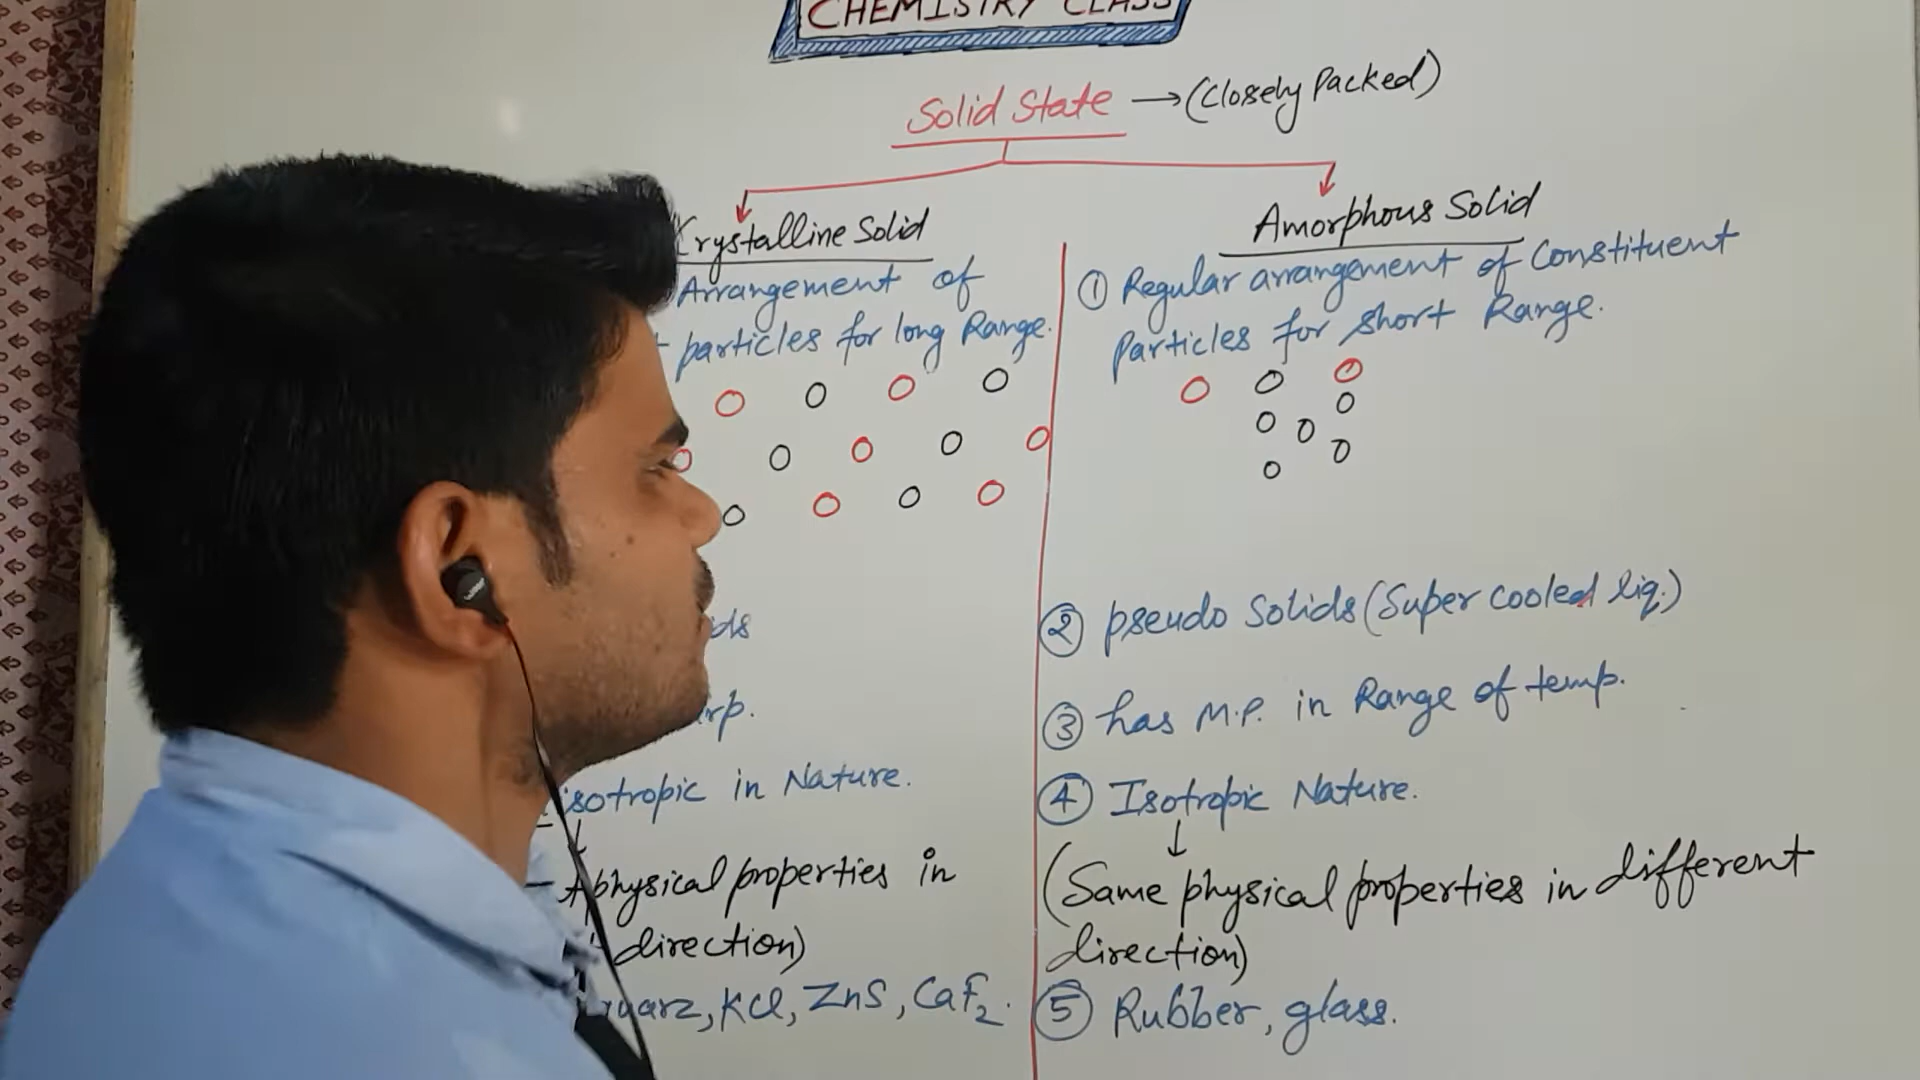 CHEMISTRY CLASS
Solid State → (Closely Packed)
Crystalline Solid
Arrangement of
particles for long Range.
isotropic in Nature.
physical properties in
direction)
KCl, ZnS, CaF₂.
Amorphous Solid
① Regular arrangement of Constituent
Particles for short Range.
② pseudo Solids (Super cooled liq.)
③ has M.P. in Range of temp.
④ Isotropic Nature.
↓
(Same physical properties in different
direction)
⑤ Rubber, glass.